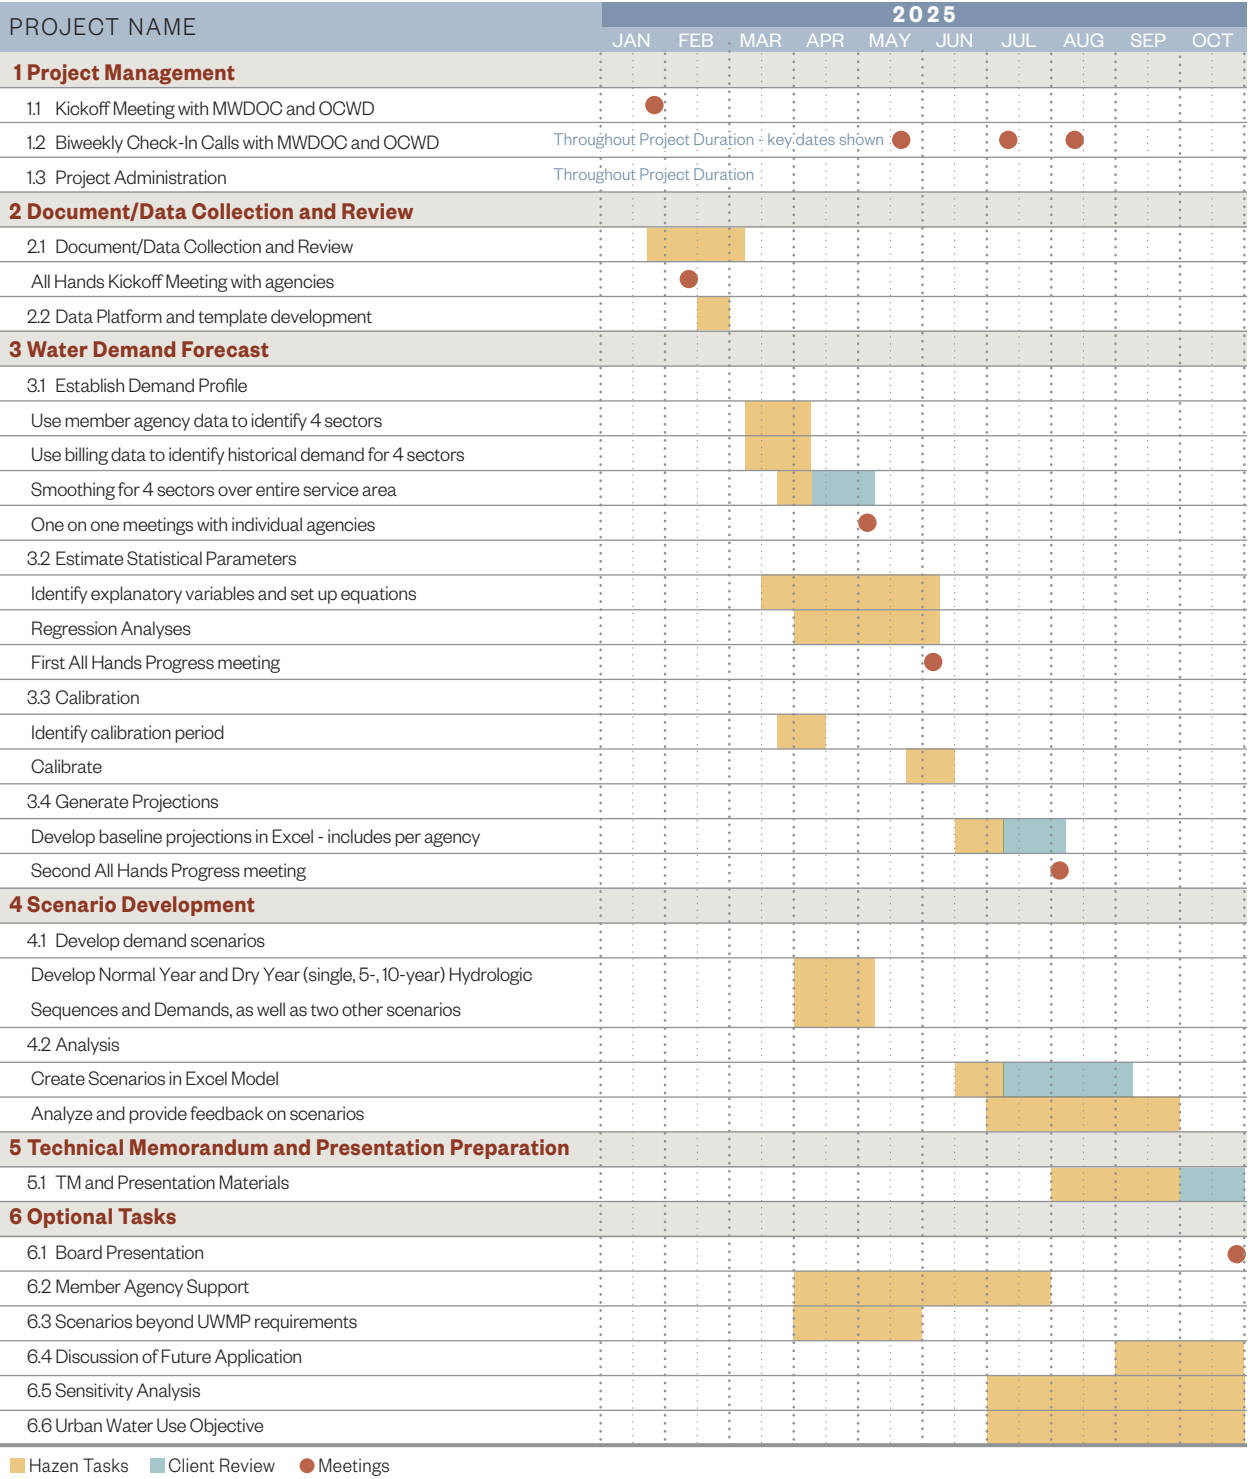 PROJECT NAME
2025
JAN FEB MAR APR MAY JUN JUL AUG SEP OCT
1 Project Management
1.1 Kickoff Meeting with MWDOC and OCWD
1.2 Biweekly Check-In Calls with MWDOC and OCWD Throughout Project Duration - key dates shown
1.3 Project Administration Throughout Project Duration
2 Document/Data Collection and Review
2.1 Document/Data Collection and Review
All Hands Kickoff Meeting with agencies
2.2 Data Platform and template development
3 Water Demand Forecast
3.1 Establish Demand Profile
Use member agency data to identify 4 sectors
Use billing data to identify historical demand for 4 sectors
Smoothing for 4 sectors over entire service area
One on one meetings with individual agencies
3.2 Estimate Statistical Parameters
Identify explanatory variables and set up equations
Regression Analyses
First All Hands Progress meeting
3.3 Calibration
Identify calibration period
Calibrate
3.4 Generate Projections
Develop baseline projections in Excel - includes per agency
Second All Hands Progress meeting
4 Scenario Development
4.1 Develop demand scenarios
Develop Normal Year and Dry Year (single, 5-, 10-year) Hydrologic
Sequences and Demands, as well as two other scenarios
4.2 Analysis
Create Scenarios in Excel Model
Analyze and provide feedback on scenarios
5 Technical Memorandum and Presentation Preparation
5.1 TM and Presentation Materials
6 Optional Tasks
6.1 Board Presentation
6.2 Member Agency Support
6.3 Scenarios beyond UWMP requirements
6.4 Discussion of Future Application
6.5 Sensitivity Analysis
6.6 Urban Water Use Objective
Hazen Tasks Client Review Meetings